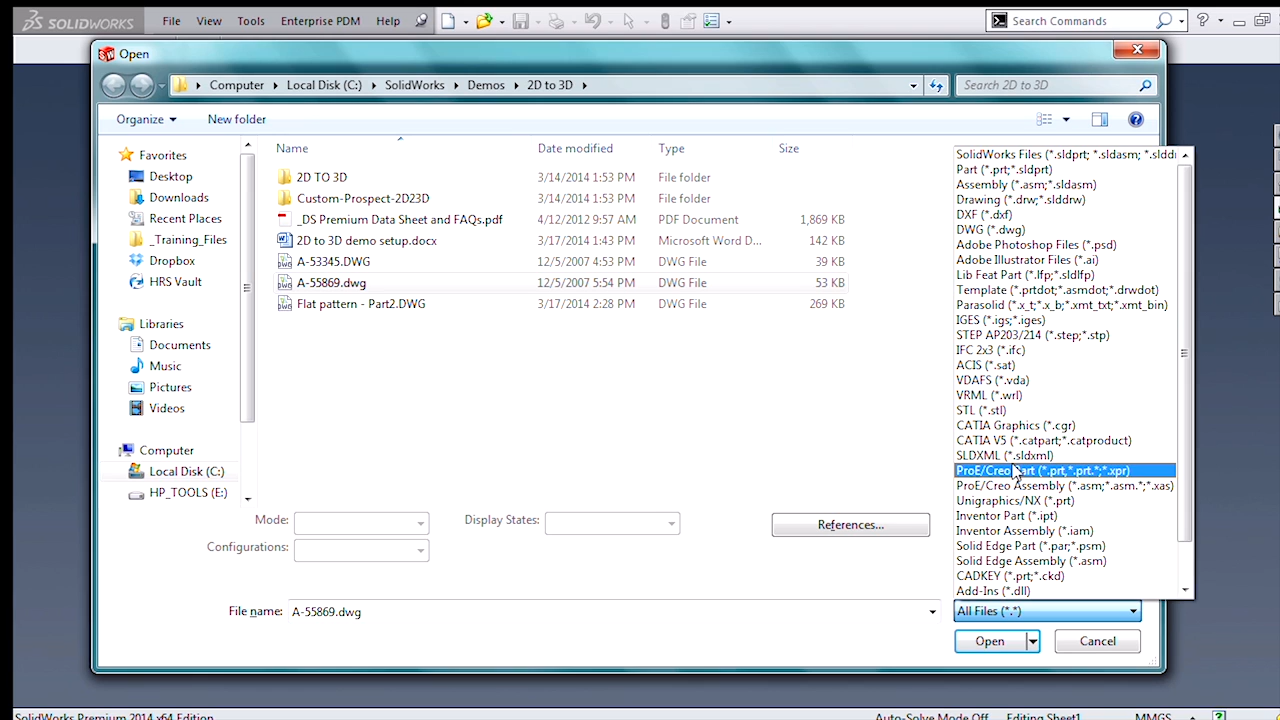 SOLIDWORKS File View Tools Enterprise PDM Help Search Commands
Open
Computer Local Disk (C:) SolidWorks Demos 2D to 3D Search 2D to 3D
Organize New folder
Name Date modified Type Size
Favorites
Desktop
Downloads
Recent Places
_Training_Files
Dropbox
HRS Vault
Libraries
Documents
Music
Pictures
Videos
Computer
Local Disk (C:)
HP_TOOLS (E:)
2D TO 3D 3/14/2014 1:53 PM File folder
Custom-Prospect-2D23D 3/14/2014 1:53 PM File folder
_DS Premium Data Sheet and FAQs.pdf 4/12/2012 9:57 AM PDF Document 1,869 KB
2D to 3D demo setup.docx 3/17/2014 1:43 PM Microsoft Word D... 142 KB
A-53345.DWG 12/5/2007 4:53 PM DWG File 39 KB
A-55869.dwg 12/5/2007 5:54 PM DWG File 53 KB
Flat pattern - Part2.DWG 3/17/2014 2:28 PM DWG File 269 KB
SolidWorks Files (*.sldprt; *.sldasm; *.slddr
Part (*.prt;*.sldprt)
Assembly (*.asm;*.sldasm)
Drawing (*.drw;*.slddrw)
DXF (*.dxf)
DWG (*.dwg)
Adobe Photoshop Files (*.psd)
Adobe Illustrator Files (*.ai)
Lib Feat Part (*.lfp;*.sldlfp)
Template (*.prtdot;*.asmdot;*.drwdot)
Parasolid (*.x_t;*.x_b;*.xmt_txt;*.xmt_bin)
IGES (*.igs;*.iges)
STEP AP203/214 (*.step;*.stp)
IFC 2x3 (*.ifc)
ACIS (*.sat)
VDAFS (*.vda)
VRML (*.wrl)
STL (*.stl)
CATIA Graphics (*.cgr)
CATIA V5 (*.catpart;*.catproduct)
SLDXML (*.sldxml)
ProE/Creo Part (*.prt,*.prt.*;*.xpr)
ProE/Creo Assembly (*.asm;*.asm.*;*.xas)
Unigraphics/NX (*.prt)
Inventor Part (*.ipt)
Inventor Assembly (*.iam)
Solid Edge Part (*.par;*.psm)
Solid Edge Assembly (*.asm)
CADKEY (*.prt;*.ckd)
Add-Ins (*.dll)
Mode: Display States: References...
Configurations:
File name: A-55869.dwg All Files (*.*)
Open Cancel
SolidWorks Premium 2014 x64 Edition Auto-Solve Mode Off Editing Sheet1 MMGS